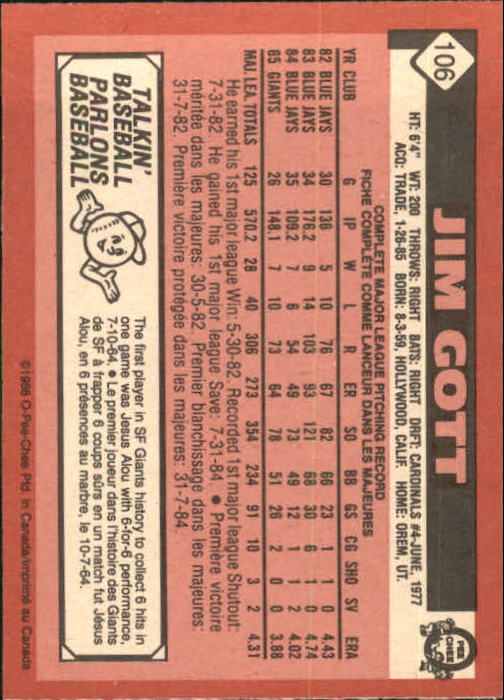 106
JIM GOTT
O-PEE-CHEE
HT: 6'4" WT: 200 THROWS: RIGHT BATS: RIGHT DRFT: CARDINALS #4-JUNE, 1977
ACQ: TRADE, 1-26-85 BORN: 8-3-59, HOLLYWOOD, CALIF. HOME: OREM, UT.
COMPLETE MAJOR LEAGUE PITCHING RECORD
FICHE COMPLÈTE COMME LANCEUR DANS LES MAJEURES
YR CLUB G IP W L R ER SO BB GS CG SHO SV ERA
82 BLUE JAYS 30 136 5 10 76 67 82 66 23 1 1 0 4.43
83 BLUE JAYS 34 176.2 9 14 103 93 121 68 30 6 1 0 4.74
84 BLUE JAYS 35 109.2 7 6 54 49 73 49 12 1 1 2 4.02
85 GIANTS 26 148.1 7 10 73 64 78 51 26 2 0 0 3.88
MAJ. LEA. TOTALS 125 570.2 28 40 306 273 354 234 91 10 3 2 4.31
He earned his 1st major league Win: 5-30-82. Recorded 1st major league Shutout:
7-31-82. He gained his 1st major league Save: 7-31-84 • Première victoire
méritée dans les majeures: 30-5-82. Premier blanchissage dans les majeures:
31-7-82. Première victoire protégée dans les majeures: 31-7-84.
TALKIN'
BASEBALL
PARLONS
BASEBALL
The first player in SF Giants history to collect 6 hits in
one game was Jesus Alou with 6-for-6 performance,
7-10-64. • Le premier joueur dans l'histoire des Giants
de SF à frapper 6 coups sûrs en un match fut Jésus
Alou, en 6 présences au marbre, le 10-7-64.
©1986 O-Pee-Chee Ptd. in Canada Imprimé au Canada